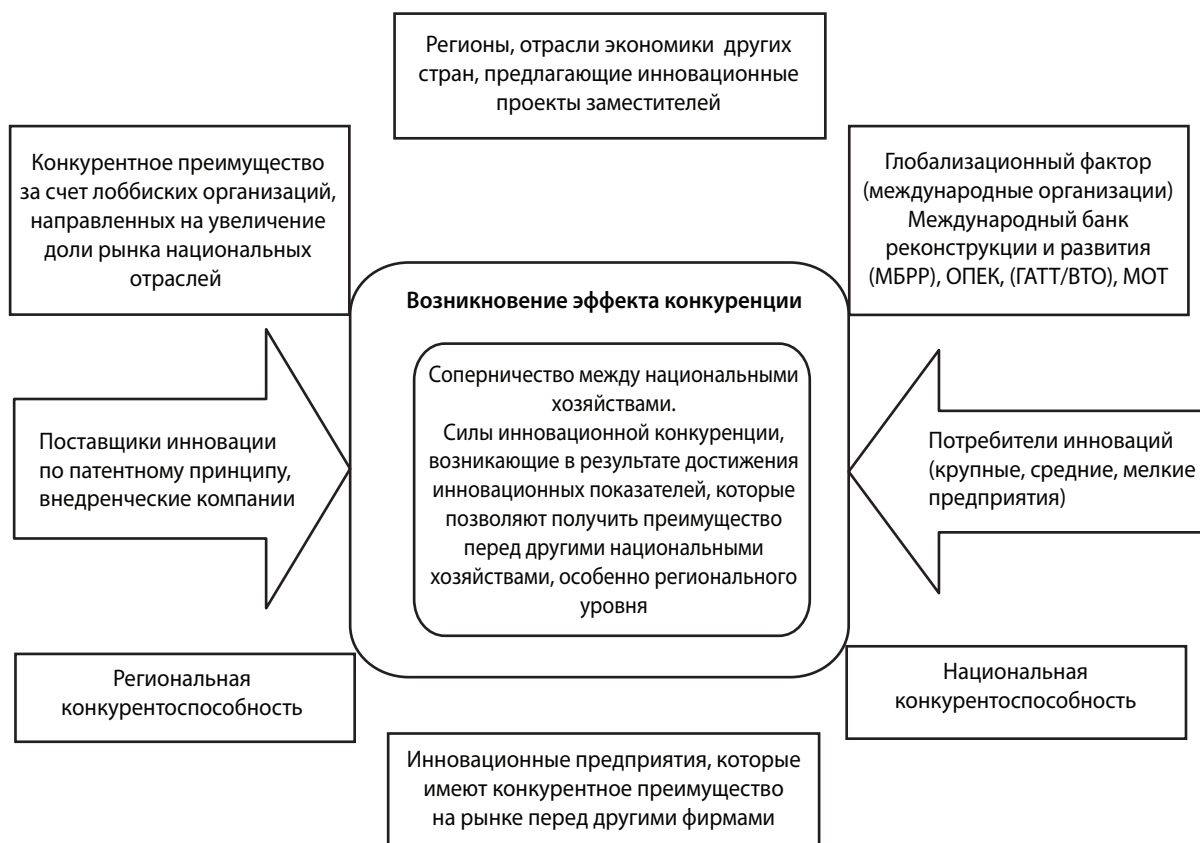 Регионы, отрасли экономики других
стран, предлагающие инновационные
проекты заместителей
Конкурентное преимущество
за счет лоббиских организаций,
направленных на увеличение
доли рынка национальных
отраслей
Глобализационный фактор
(международные организации)
Международный банк
реконструкции и развития
(МБРР), ОПЕК, (ГАТТ/ВТО), МОТ
Возникновение эффекта конкуренции
Соперничество между национальными
хозяйствами.
Силы инновационной конкуренции,
возникающие в результате достижения
инновационных показателей, которые
позволяют получить преимущество
перед другими национальными
хозяйствами, особенно регионального
уровня
Поставщики инновации
по патентному принципу,
внедренческие компании
Потребители инноваций
(крупные, средние, мелкие
предприятия)
Региональная
конкурентоспособность
Национальная
конкурентоспособность
Инновационные предприятия, которые
имеют конкурентное преимущество
на рынке перед другими фирмами